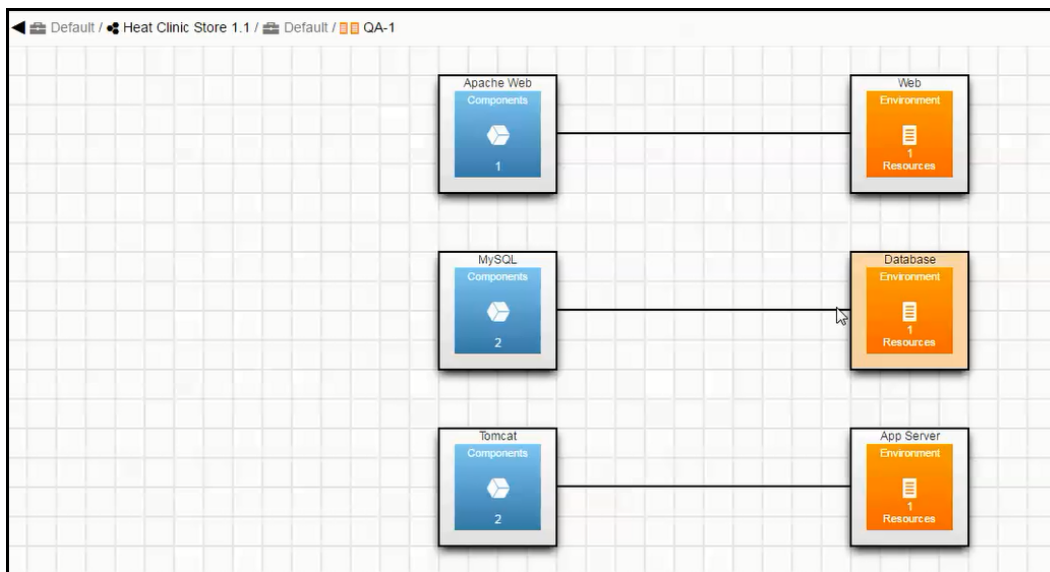 Default / Heat Clinic Store 1.1 / Default / QA-1
Apache Web
Components
1
Web
Environment
1
Resources
MySQL
Components
2
Database
Environment
1
Resources
Tomcat
Components
2
App Server
Environment
1
Resources